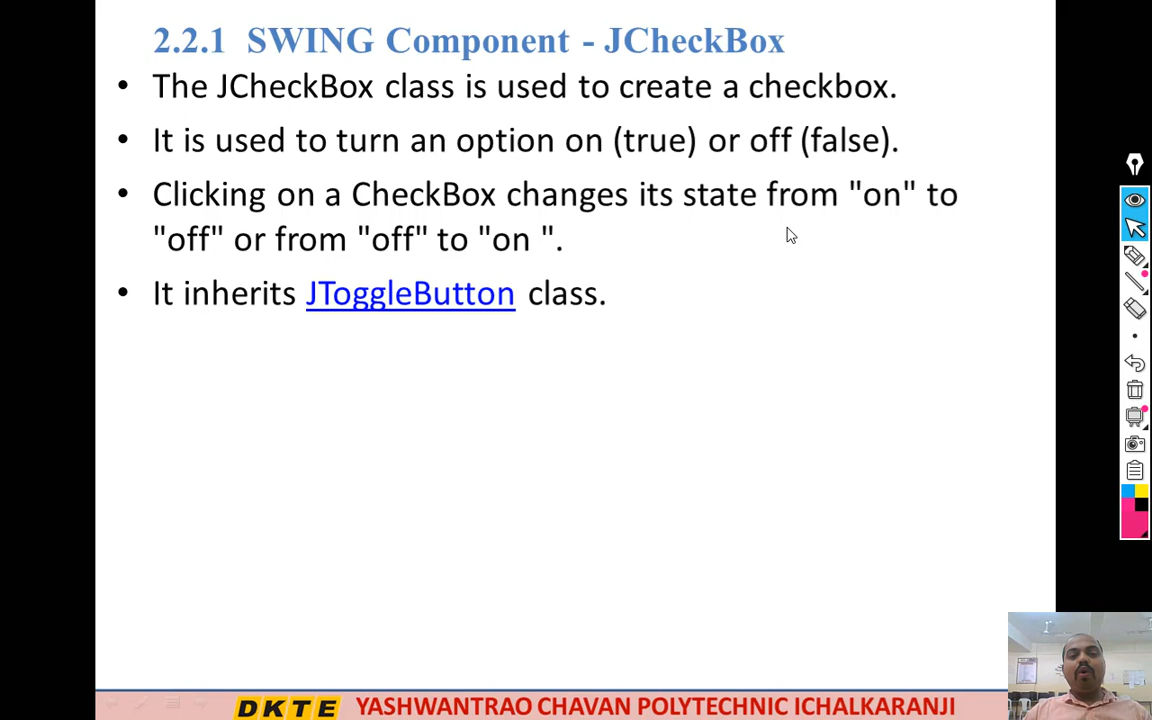 2.2.1 SWING Component - JCheckBox
• The JCheckBox class is used to create a checkbox.
• It is used to turn an option on (true) or off (false).
• Clicking on a CheckBox changes its state from "on" to
"off" or from "off" to "on ".
• It inherits JToggleButton class.
DKTE YASHWANTRAO CHAVAN POLYTECHNIC ICHALKARANJI